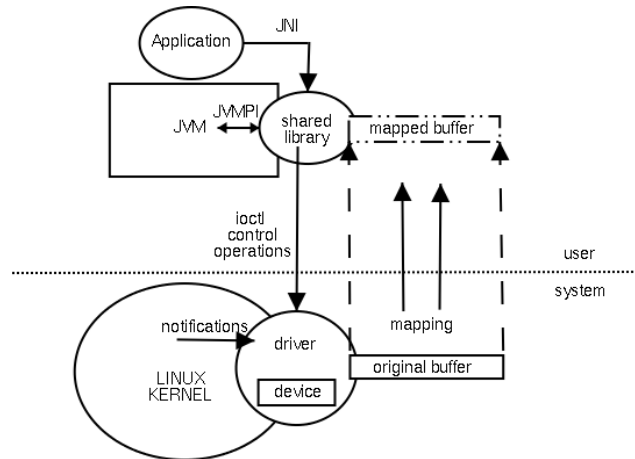 JNI
Application
JVMPI
JVM
shared
library
mapped buffer
ioctl
control
operations
user
system
notifications
mapping
driver
original buffer
LINUX
KERNEL
device